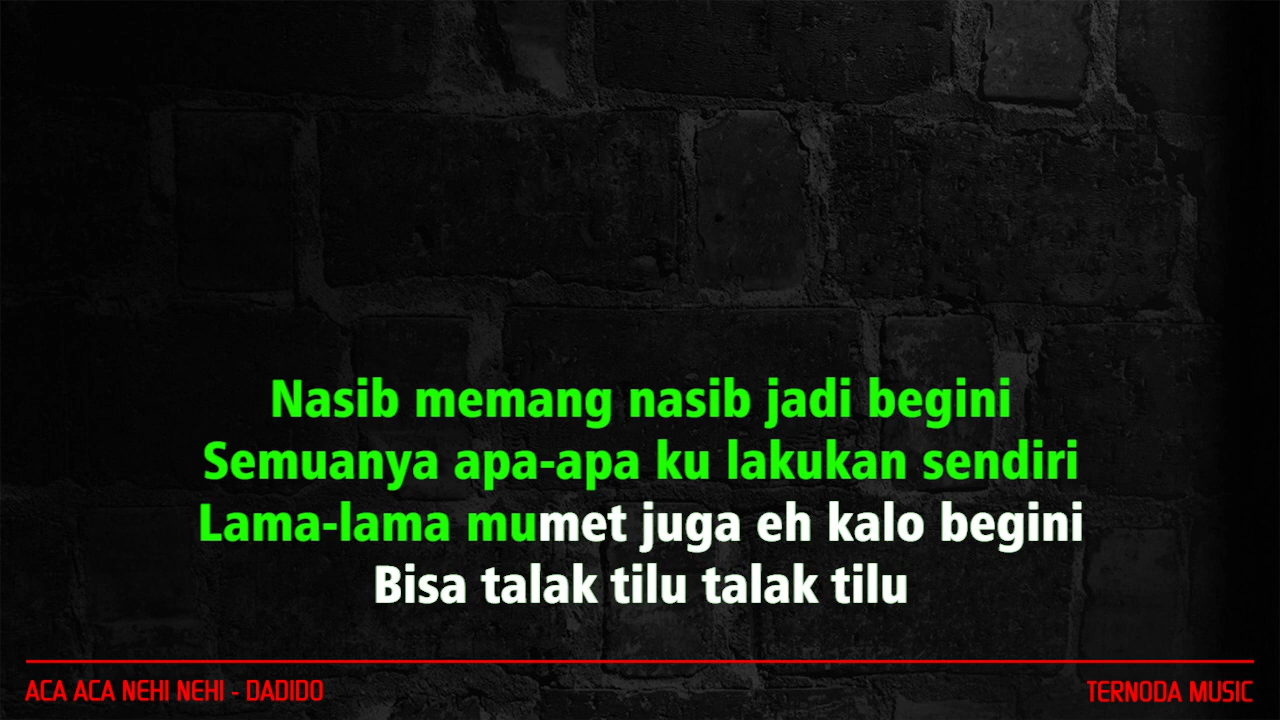 Nasib memang nasib jadi begini
Semuanya apa-apa ku lakukan sendiri
Lama-lama mumet juga eh kalo begini
Bisa talak tilu talak tilu
ACA ACA NEHI NEHI - DADIDO
TERNODA MUSIC